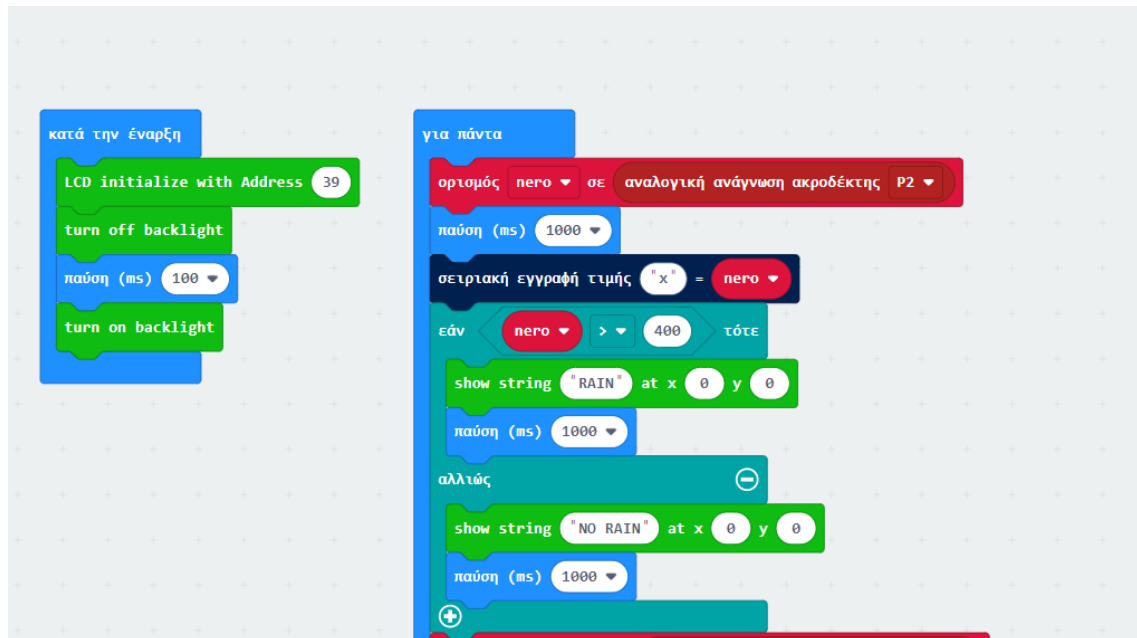 κατά την έναρξη
LCD initialize with Address 39
turn off backlight
παύση (ms) 100
turn on backlight
για πάντα
ορισμός nero σε αναλογική ανάγνωση ακροδέκτης P2
παύση (ms) 1000
σειριακή εγγραφή τιμής "x" = nero
εάν nero > 400 τότε
show string "RAIN" at x 0 y 0
παύση (ms) 1000
αλλιώς
show string "NO RAIN" at x 0 y 0
παύση (ms) 1000